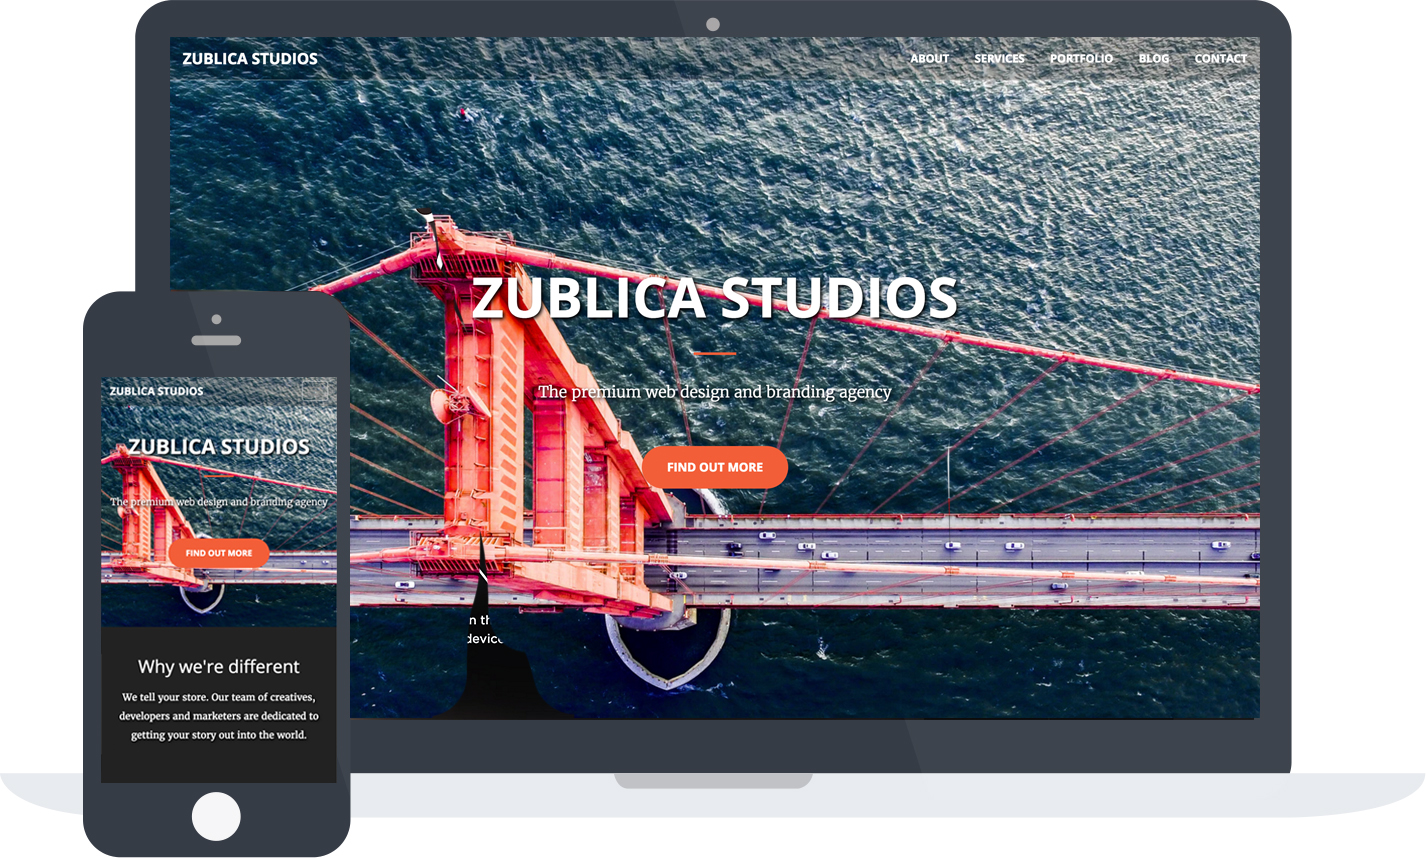 ZUBLICA STUDIOS
ABOUT SERVICES PORTFOLIO BLOG CONTACT
ZUBLICA STUDIOS
The premium web design and branding agency
FIND OUT MORE
n th
device
ZUBLICA STUDIOS
ZUBLICA STUDIOS
The premium web design and branding agency
FIND OUT MORE
Why we're different
We tell your store. Our team of creatives,
developers and marketers are dedicated to
getting your story out into the world.